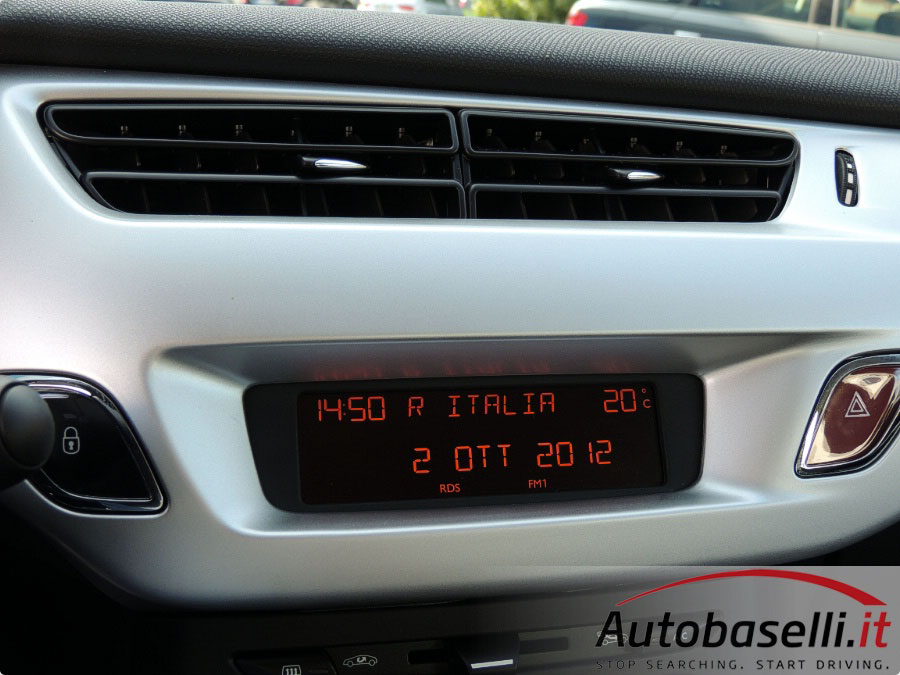 14:50 R ITALIA 20°C
2 OTT 2012
RDS FM1
Autobaselli.it
STOP SEARCHING. START DRIVING.